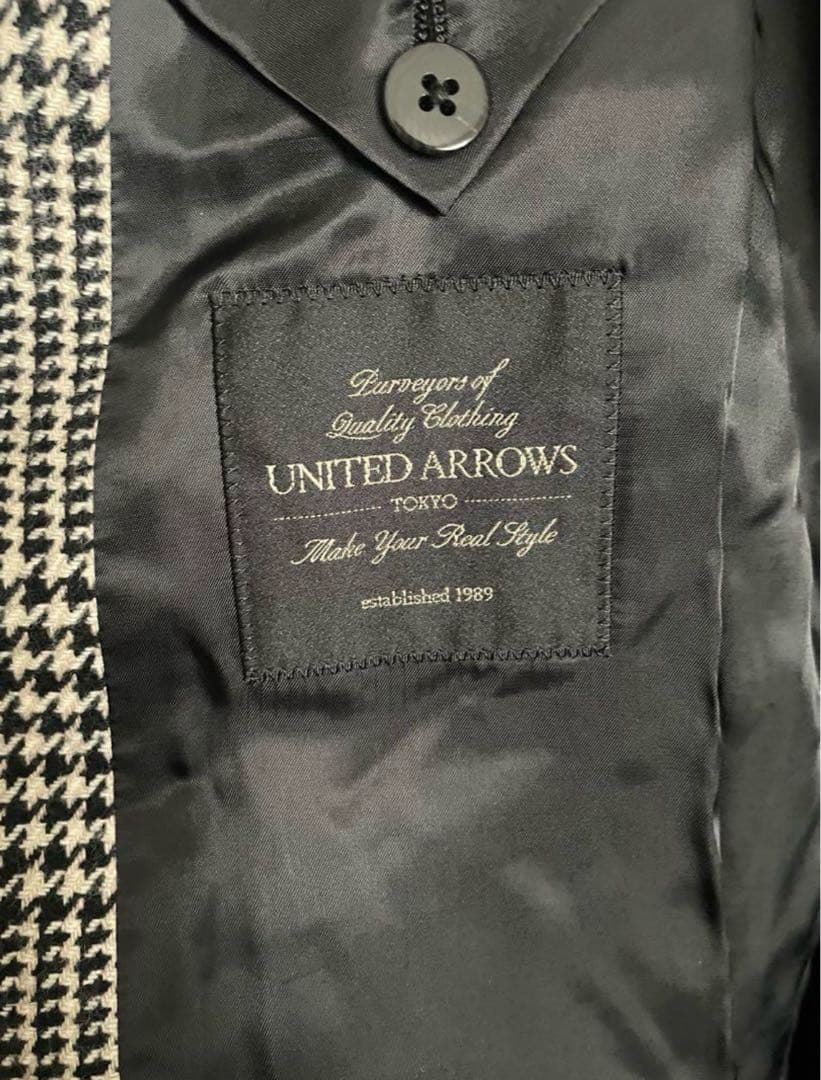 Purveyors of
Quality Clothing
UNITED ARROWS
TOKYO
Make Your Real Style
established 1989